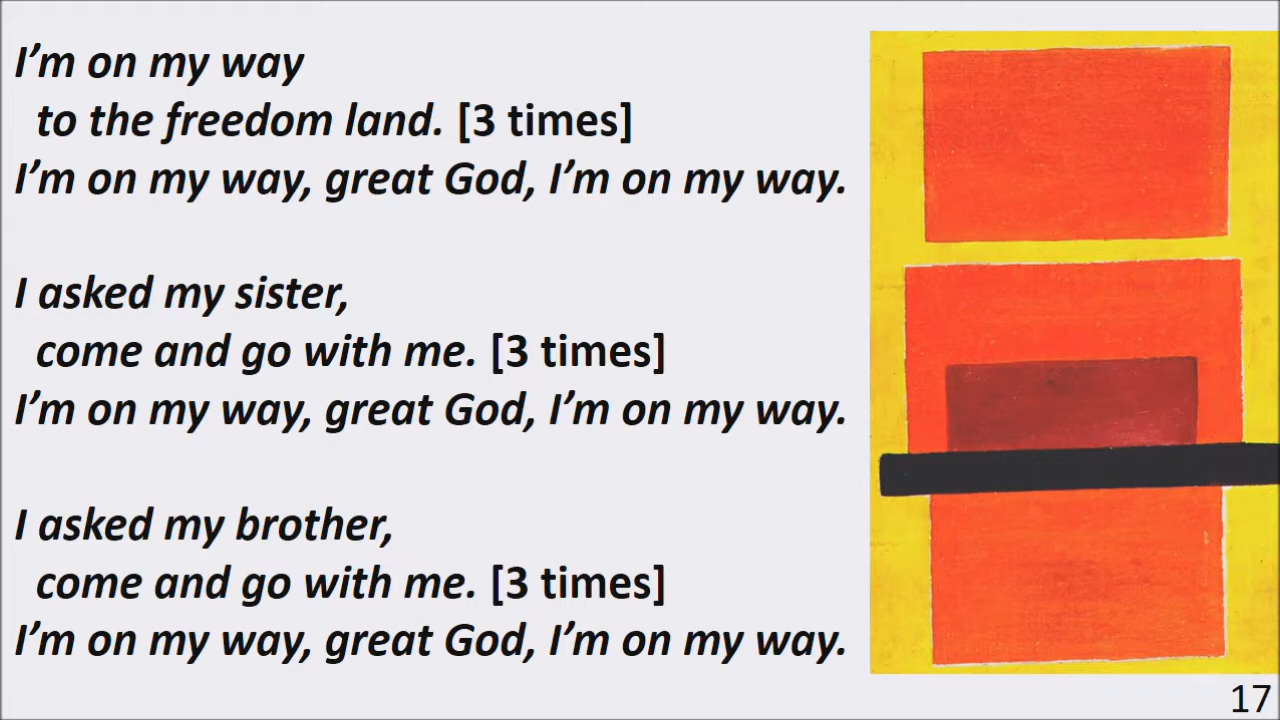 I’m on my way
to the freedom land. [3 times]
I’m on my way, great God, I’m on my way.
I asked my sister,
come and go with me. [3 times]
I’m on my way, great God, I’m on my way.
I asked my brother,
come and go with me. [3 times]
I’m on my way, great God, I’m on my way.
17